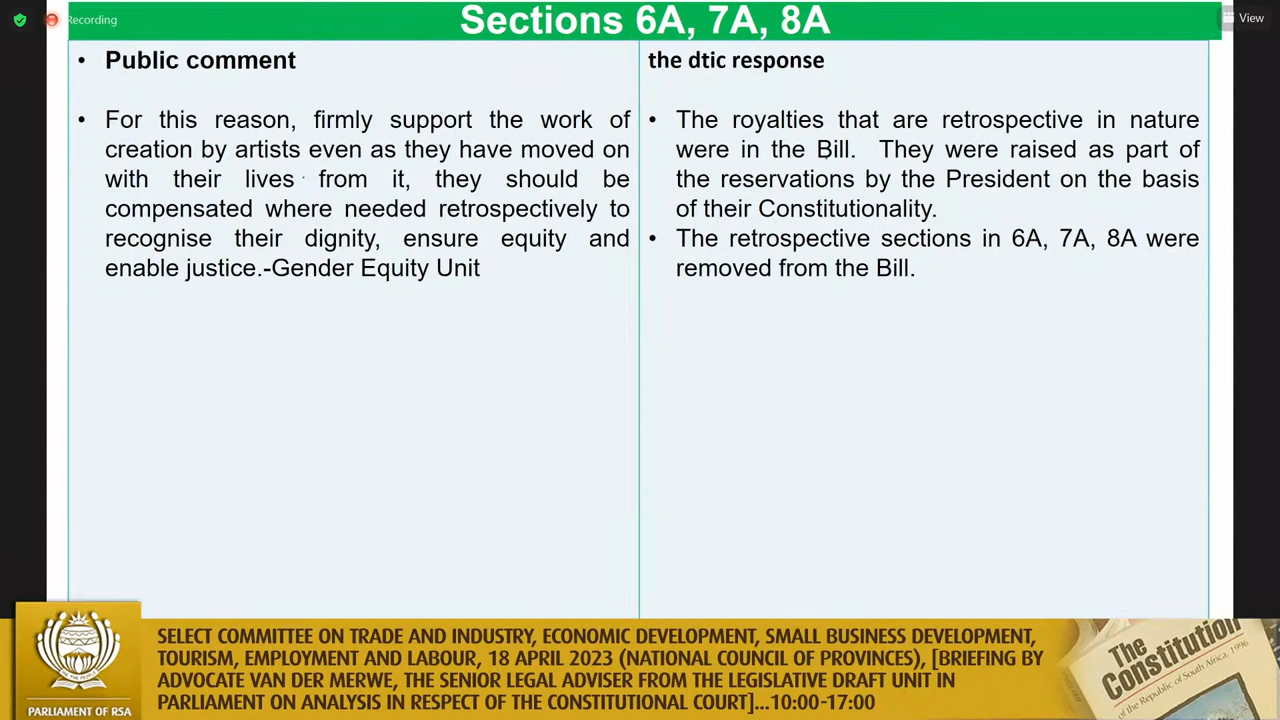 Recording
View
Sections 6A, 7A, 8A
• Public comment
• For this reason, firmly support the work of
creation by artists even as they have moved on
with their lives from it, they should be
compensated where needed retrospectively to
recognise their dignity, ensure equity and
enable justice.-Gender Equity Unit
the dtic response
• The royalties that are retrospective in nature
were in the Bill. They were raised as part of
the reservations by the President on the basis
of their Constitutionality.
• The retrospective sections in 6A, 7A, 8A were
removed from the Bill.
PARLIAMENT OF RSA
SELECT COMMITTEE ON TRADE AND INDUSTRY, ECONOMIC DEVELOPMENT, SMALL BUSINESS DEVELOPMENT,
TOURISM, EMPLOYMENT AND LABOUR, 18 APRIL 2023 (NATIONAL COUNCIL OF PROVINCES), [BRIEFING BY
ADVOCATE VAN DER MERWE, THE SENIOR LEGAL ADVISER FROM THE LEGISLATIVE DRAFT UNIT IN
PARLIAMENT ON ANALYSIS IN RESPECT OF THE CONSTITUTIONAL COURT]...10:00-17:00
The
Constitution
of the Republic of South Africa, 1996